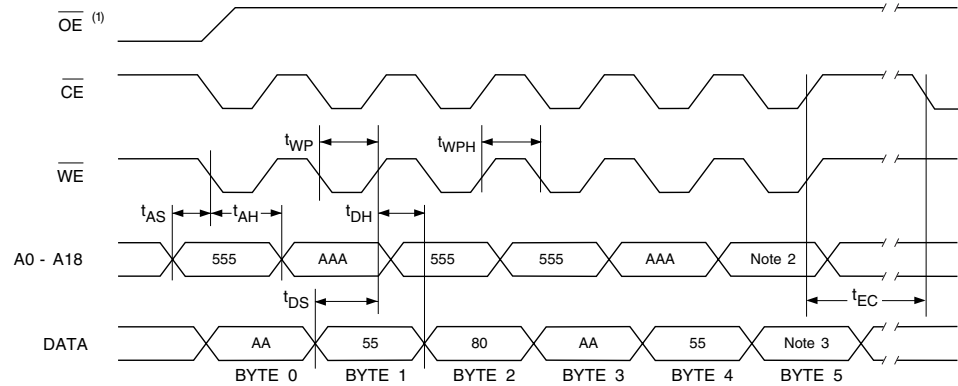 OE (1)
CE
tWP
tWPH
WE
tAS
tAH
tDH
A0 - A18
555
AAA
555
555
AAA
Note 2
tDS
tEC
DATA
AA
55
80
AA
55
Note 3
BYTE 0
BYTE 1
BYTE 2
BYTE 3
BYTE 4
BYTE 5